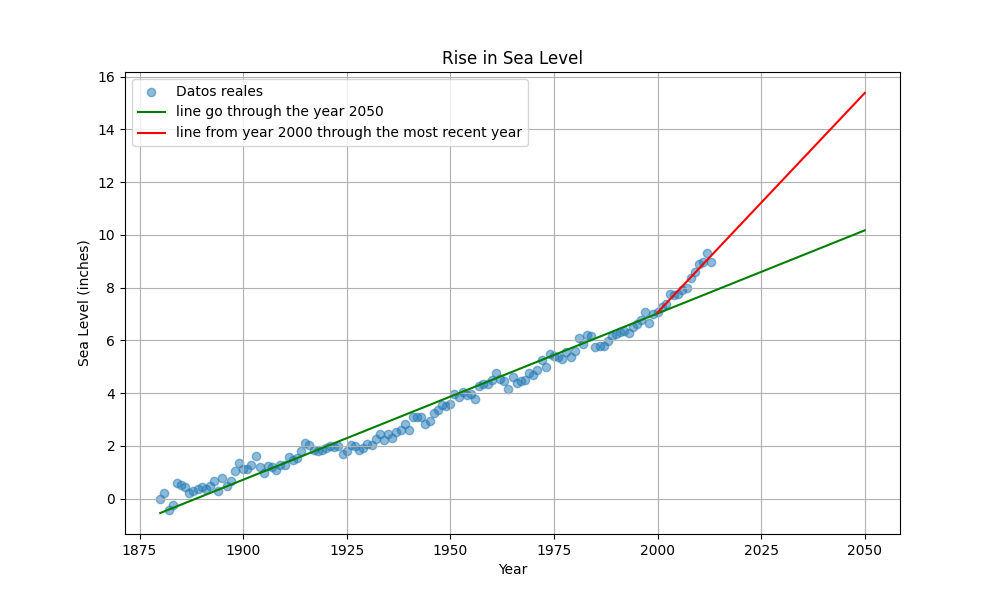 Rise in Sea Level
Datos reales
line go through the year 2050
line from year 2000 through the most recent year
Sea Level (inches)
16
14
12
10
8
6
4
2
0
1875 1900 1925 1950 1975 2000 2025 2050
Year